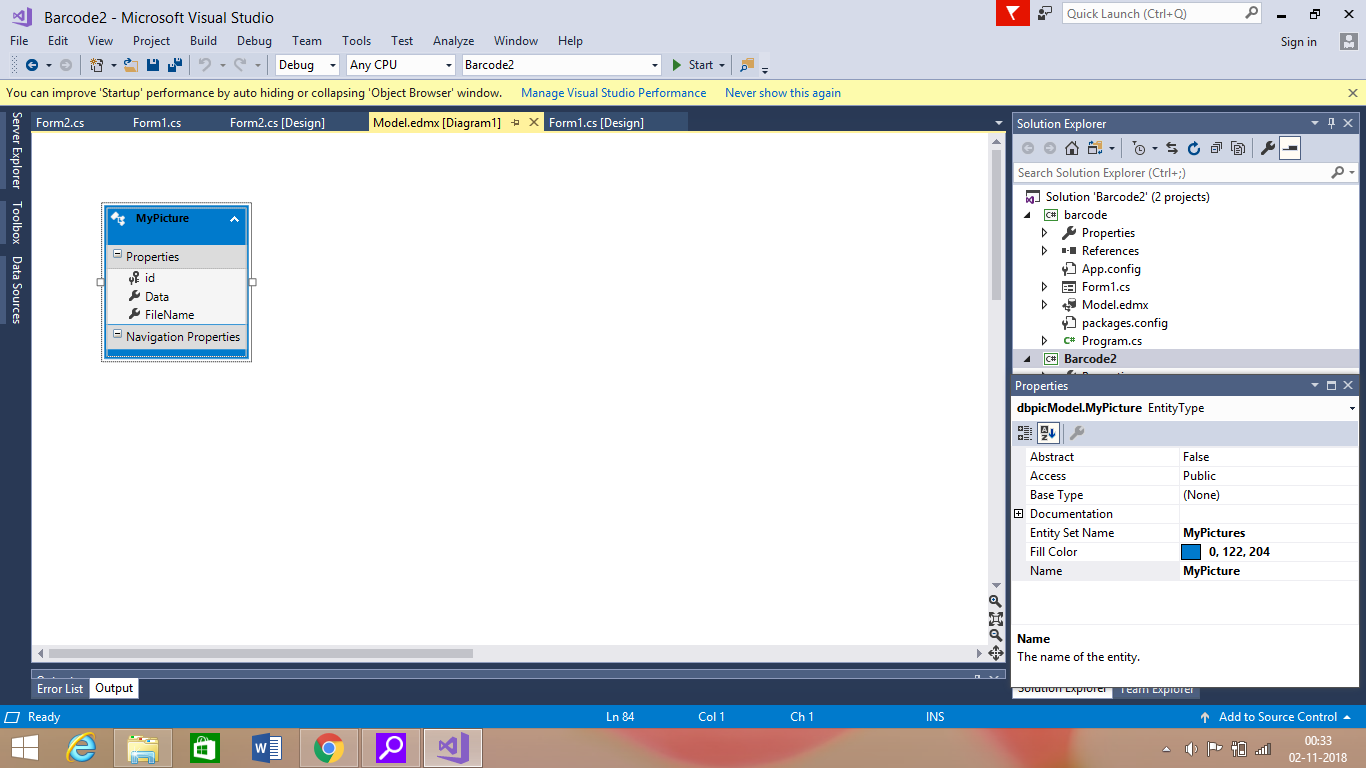 Barcode2 - Microsoft Visual Studio
Quick Launch (Ctrl+Q)
File Edit View Project Build Debug Team Tools Test Analyze Window Help
Sign in
Debug Any CPU Barcode2 Start
You can improve 'Startup' performance by auto hiding or collapsing 'Object Browser' window. Manage Visual Studio Performance Never show this again
Server Explorer
Toolbox
Data Sources
Form2.cs Form1.cs Form2.cs [Design] Model.edmx [Diagram1] Form1.cs [Design]
MyPicture
Properties
id
Data
FileName
Navigation Properties
Solution Explorer
Search Solution Explorer (Ctrl+;)
Solution 'Barcode2' (2 projects)
C# barcode
Properties
References
App.config
Form1.cs
Model.edmx
packages.config
C# Program.cs
C# Barcode2
Properties
dbpicModel.MyPicture EntityType
Abstract False
Access Public
Base Type (None)
Documentation
Entity Set Name MyPictures
Fill Color 0, 122, 204
Name MyPicture
Name
The name of the entity.
Solution Explorer Team Explorer
Error List Output
Ready Ln 84 Col 1 Ch 1 INS Add to Source Control
00:33
02-11-2018